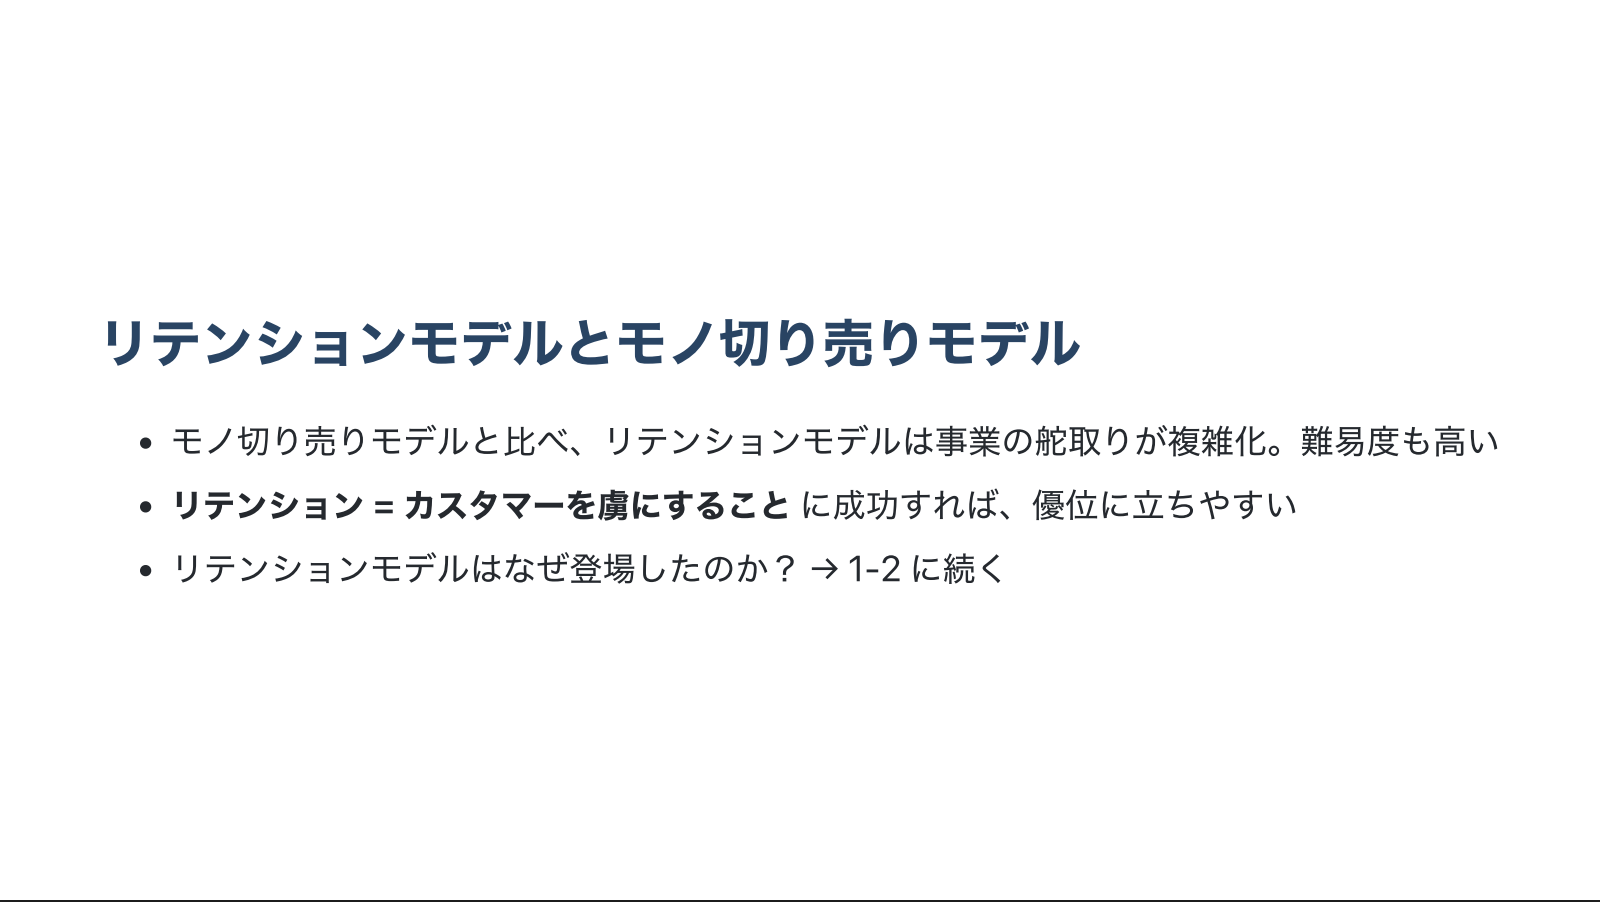 リテンションモデルとモノ切り売りモデル
• モノ切り売りモデルと比べ、リテンションモデルは事業の舵取りが複雑化。難易度も高い
• リテンション = カスタマーを虜にすること に成功すれば、優位に立ちやすい
• リテンションモデルはなぜ登場したのか？ → 1-2 に続く